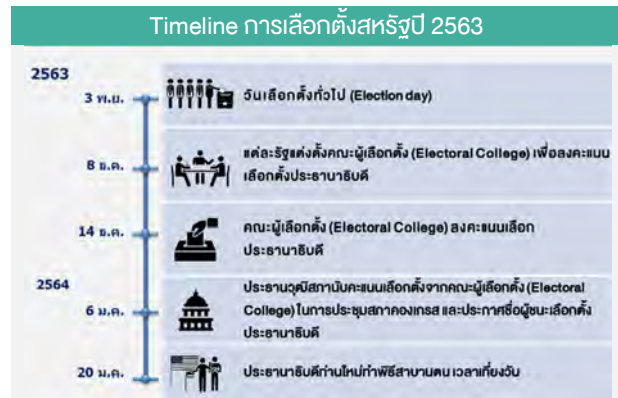 Timeline การเลือกตั้งสหรัฐปี 2563
2563
3 พ.ย.
วันเลือกตั้งทั่วไป (Election day)
8 ธ.ค.
แต่ละรัฐแต่งตั้งคณะผู้เลือกตั้ง (Electoral College) เพื่อลงคะแนน
เลือกตั้งประธานาธิบดี
14 ธ.ค.
คณะผู้เลือกตั้ง (Electoral College) ลงคะแนนเลือก
ประธานาธิบดี
2564
6 ม.ค.
ประธานวุฒิสภานับคะแนนเลือกตั้งจากคณะผู้เลือกตั้ง (Electoral
College) ในการประชุมสภาคองเกรส และประกาศชื่อผู้ชนะเลือกตั้ง
ประธานาธิบดี
20 ม.ค.
ประธานาธิบดีท่านใหม่ทำพิธีสาบานตน เวลาเที่ยงวัน